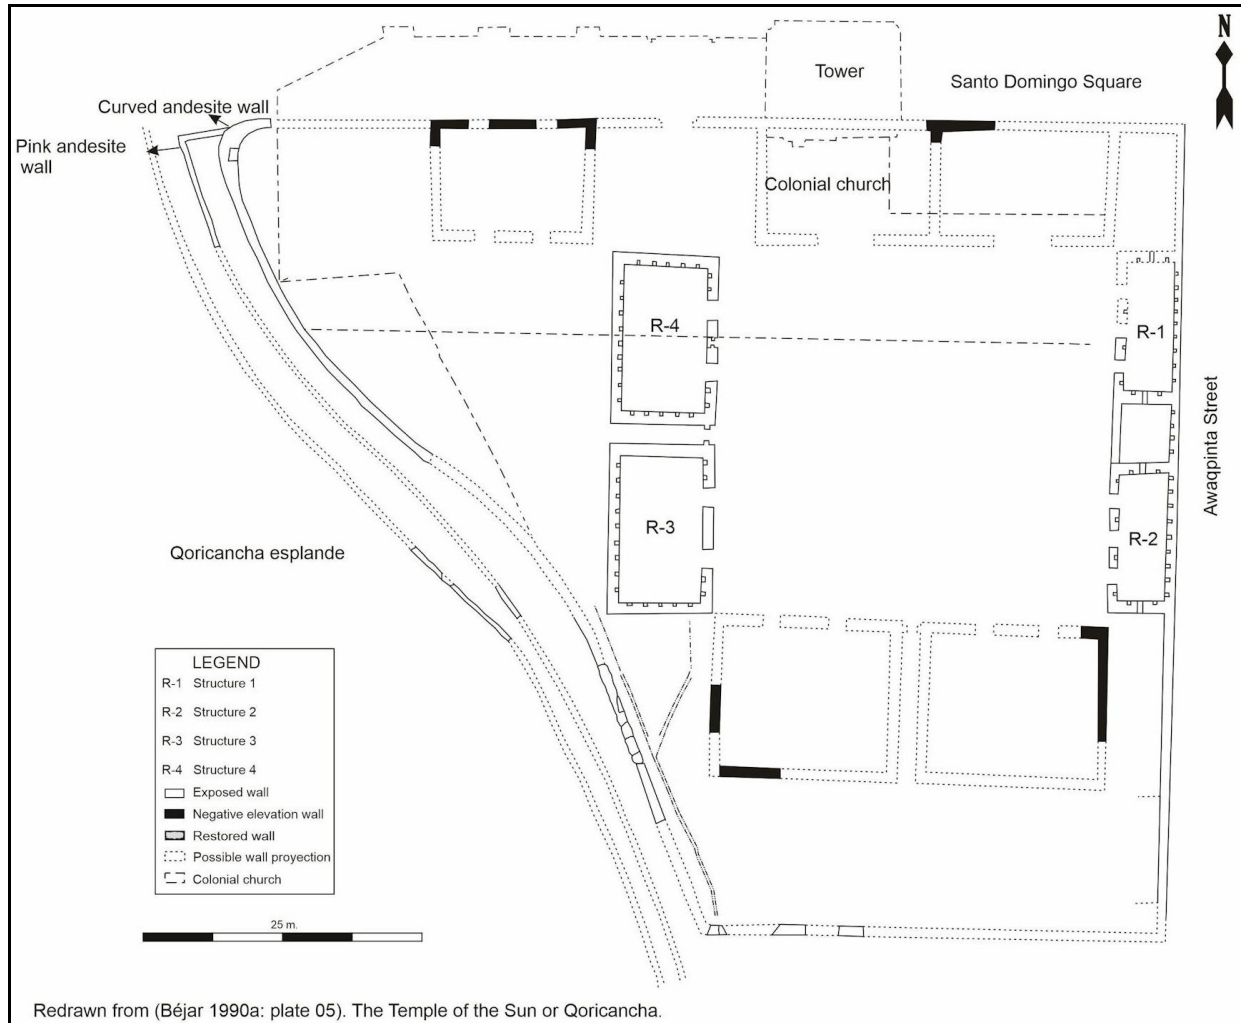 N
Tower
Santo Domingo Square
Curved andesite wall
Pink andesite
wall
Colonial church
R-4
R-1
Awaqpinta Street
R-3
R-2
Qoricancha esplande
LEGEND
R-1 Structure 1
R-2 Structure 2
R-3 Structure 3
R-4 Structure 4
Exposed wall
Negative elevation wall
Restored wall
Possible wall proyection
Colonial church
25 m.
Redrawn from (Béjar 1990a: plate 05). The Temple of the Sun or Qoricancha.